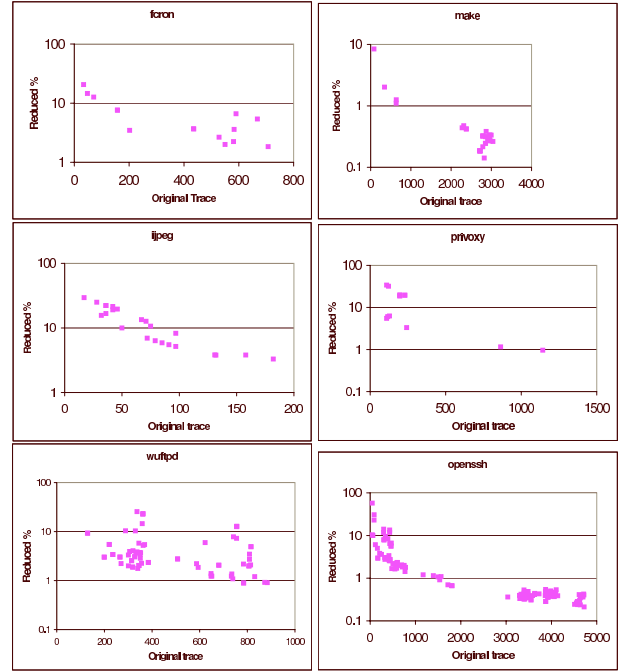 fcron
100
10
1
Reduced %
0 200 400 600 800
Original Trace
make
10
1
0.1
Reduced %
0 1000 2000 3000 4000
Original trace
ijpeg
100
10
1
Reduced %
0 50 100 150 200
Original trace
privoxy
100
10
1
0.1
Reduced %
0 500 1000 1500
Original trace
wuftpd
100
10
1
0.1
Reduced %
0 200 400 600 800 1000
Original trace
openssh
100
10
1
0.1
Reduced %
0 1000 2000 3000 4000 5000
Original trace